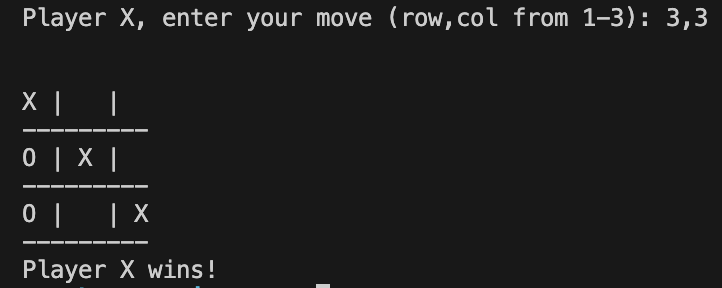 Player X, enter your move (row,col from 1-3): 3,3
X |   |
---------
O | X |
---------
O |   | X
---------
Player X wins!